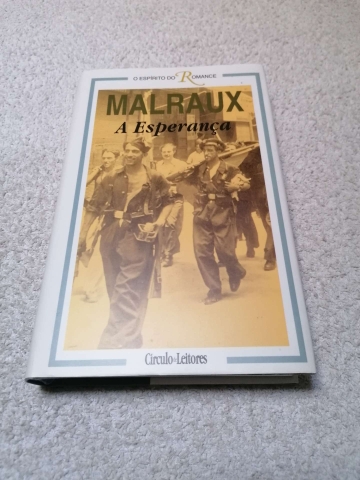 O ESPÍRITO DO ROMANCE
MALRAUX
A Esperança
Círculo de Leitores